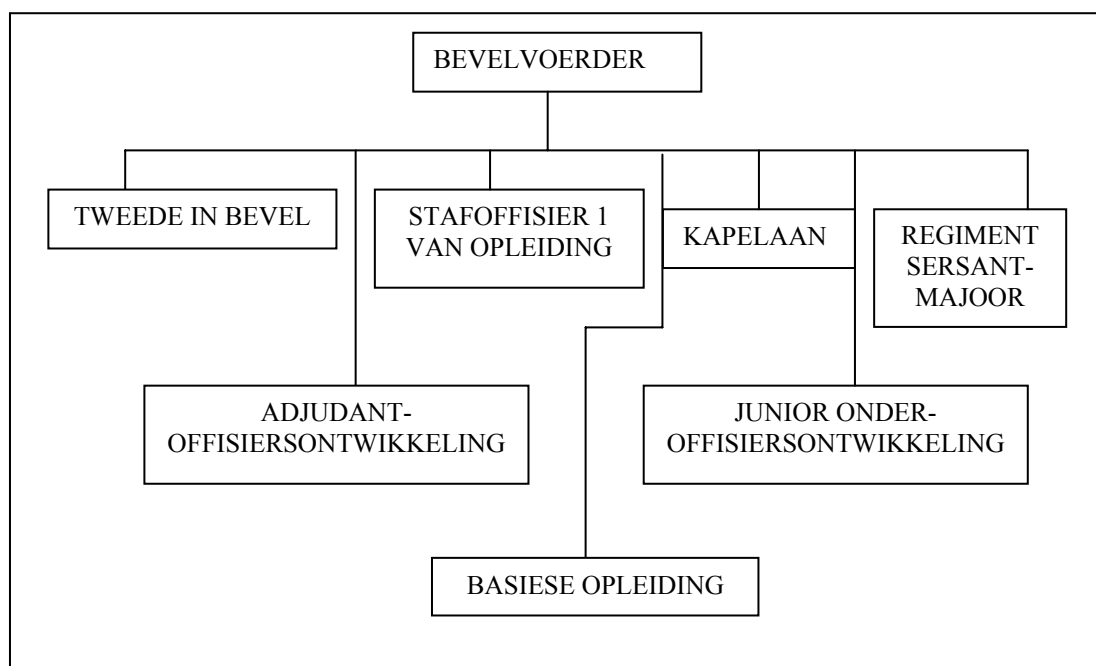 BEVELVOERDER
TWEEDE IN BEVEL
STAFOFFISIER 1
VAN OPLEIDING
KAPELAAN
REGIMENT
SERSANT-
MAJOOR
ADJUDANT-
OFFISIERSONTWIKKELING
JUNIOR ONDER-
OFFISIERSONTWIKKELING
BASIESE OPLEIDING